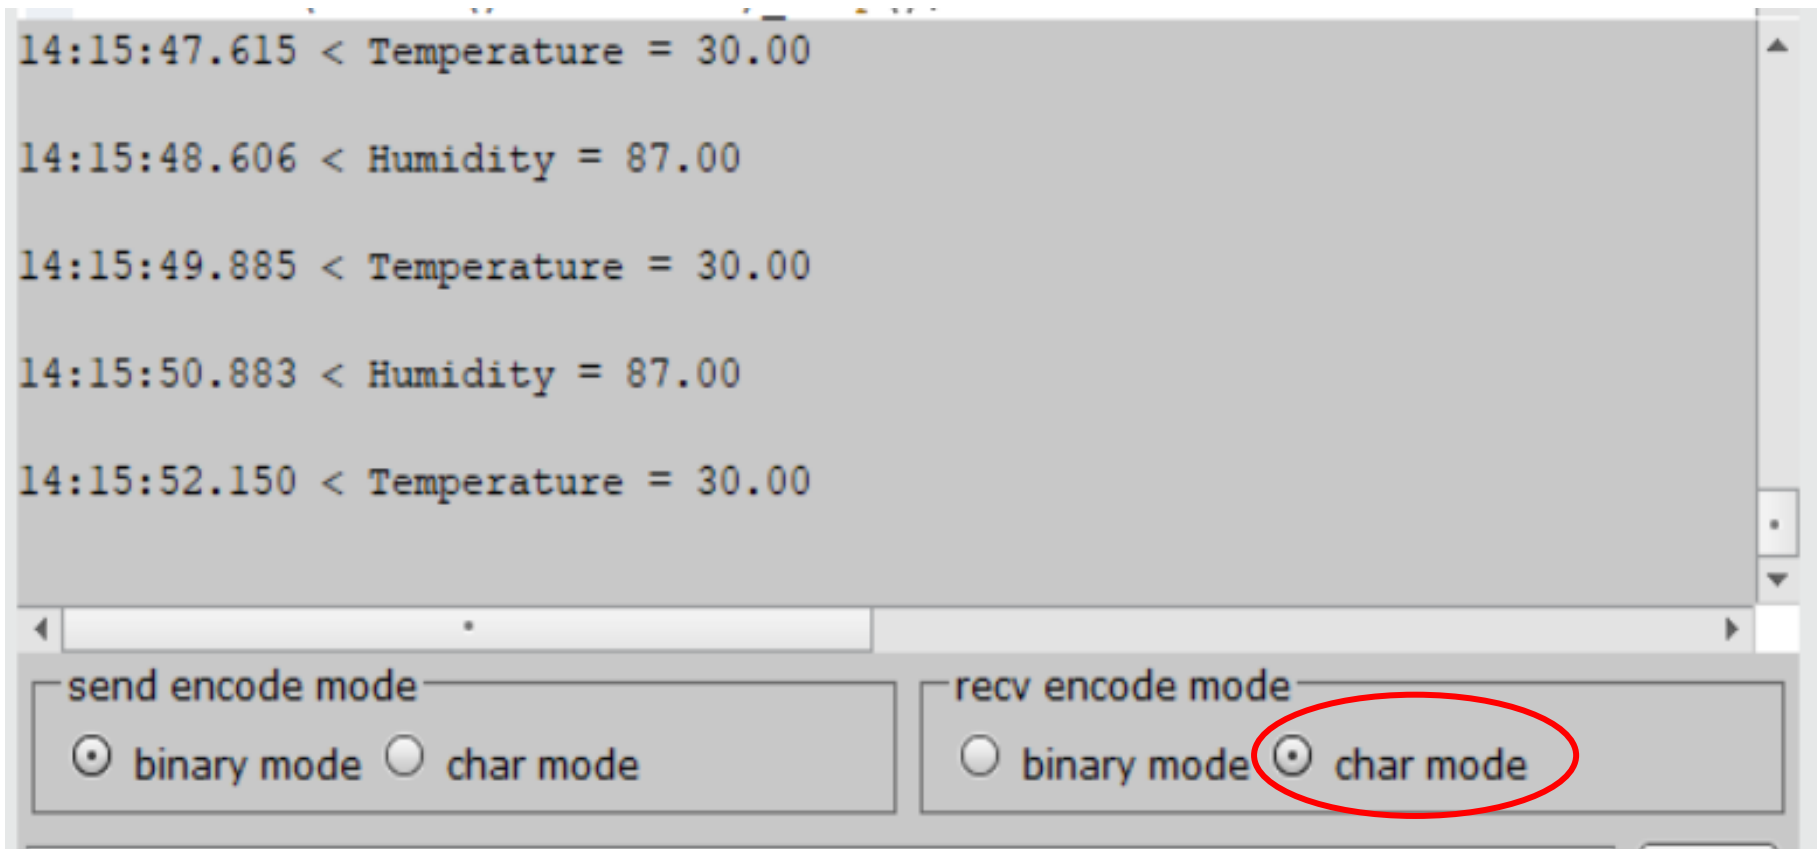 14:15:47.615 < Temperature = 30.00
14:15:48.606 < Humidity = 87.00
14:15:49.885 < Temperature = 30.00
14:15:50.883 < Humidity = 87.00
14:15:52.150 < Temperature = 30.00
send encode mode
binary mode char mode
recv encode mode
binary mode char mode